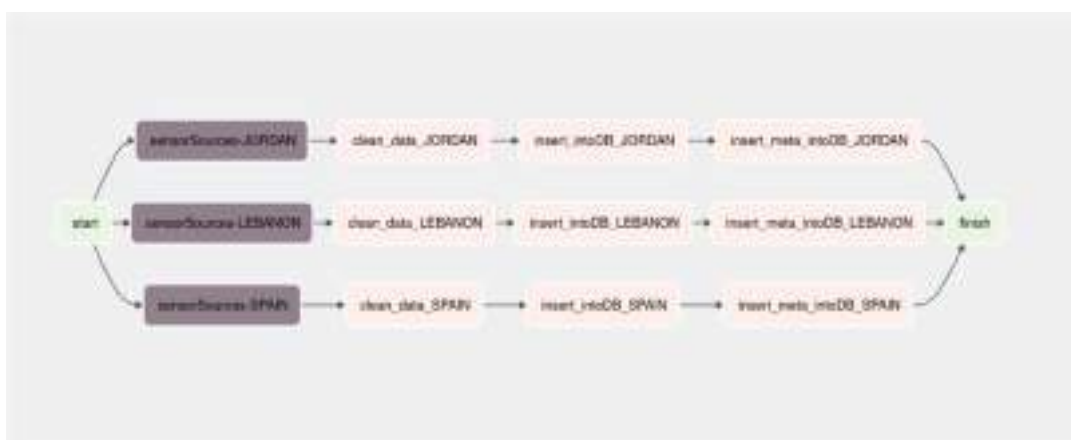 sensorSources-JORDAN clean_data_JORDAN insert_intoDB_JORDAN insert_meta_intoDB_JORDAN
start sensorSources-LEBANON clean_data_LEBANON insert_intoDB_LEBANON insert_meta_intoDB_LEBANON finish
sensorSources-SPAIN clean_data_SPAIN insert_intoDB_SPAIN insert_meta_intoDB_SPAIN